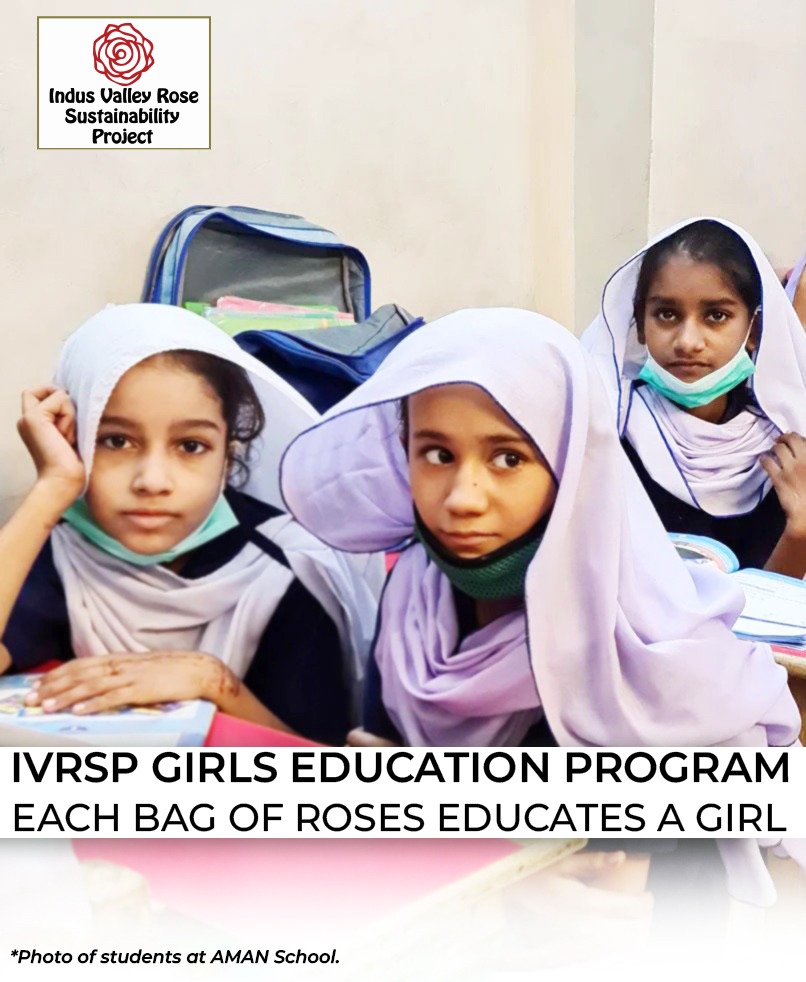 Indus Valley Rose
Sustainability
Project
IVRSP GIRLS EDUCATION PROGRAM
EACH BAG OF ROSES EDUCATES A GIRL
*Photo of students at AMAN School.